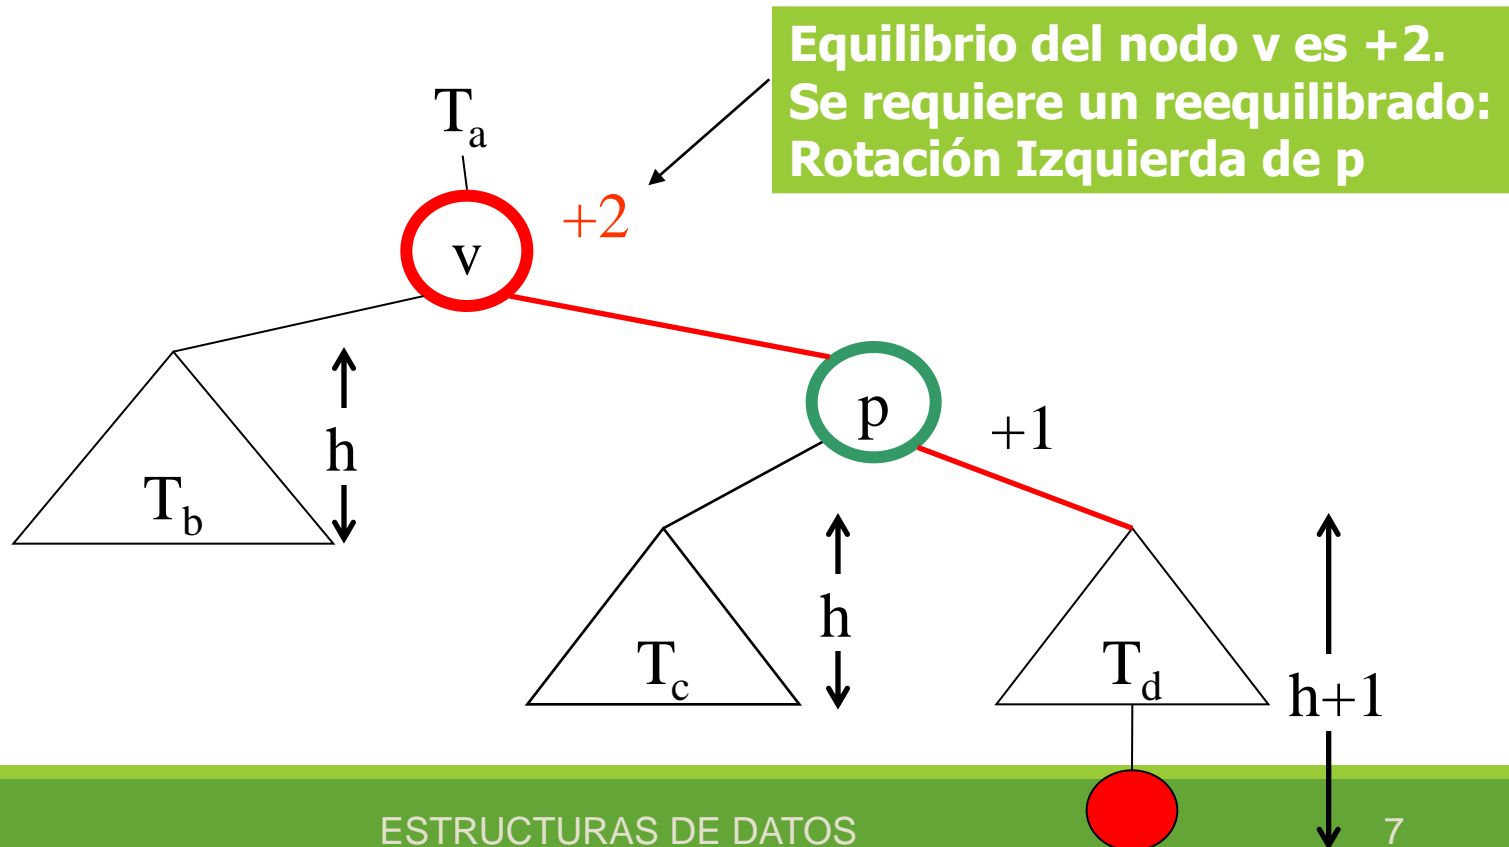 Equilibrio del nodo v es +2.
Se requiere un reequilibrado:
Rotación Izquierda de p
Ta
+2
v
p
+1
h
Tb
h
Tc
Td
h+1
ESTRUCTURAS DE DATOS
7